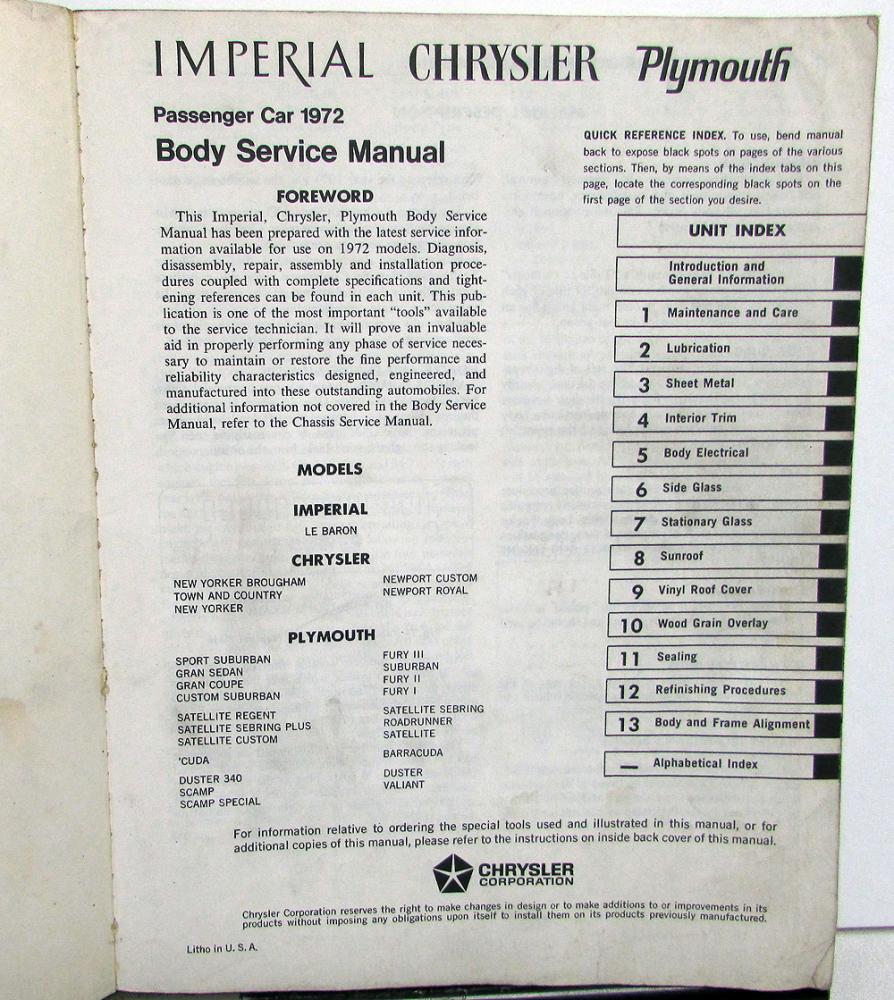 IMPERIAL CHRYSLER Plymouth
Passenger Car 1972
Body Service Manual
FOREWORD
This Imperial, Chrysler, Plymouth Body Service
Manual has been prepared with the latest service infor-
mation available for use on 1972 models. Diagnosis,
disassembly, repair, assembly and installation proce-
dures coupled with complete specifications and tight-
ening references can be found in each unit. This pub-
lication is one of the most important “tools” available
to the service technician. It will prove an invaluable
aid in properly performing any phase of service neces-
sary to maintain or restore the fine performance and
reliability characteristics designed, engineered, and
manufactured into these outstanding automobiles. For
additional information not covered in the Body Service
Manual, refer to the Chassis Service Manual.
MODELS
IMPERIAL
LE BARON
CHRYSLER
NEW YORKER BROUGHAM
TOWN AND COUNTRY
NEW YORKER
NEWPORT CUSTOM
NEWPORT ROYAL
PLYMOUTH
SPORT SUBURBAN
GRAN SEDAN
GRAN COUPE
CUSTOM SUBURBAN
SATELLITE REGENT
SATELLITE SEBRING PLUS
SATELLITE CUSTOM
'CUDA
DUSTER 340
SCAMP
SCAMP SPECIAL
FURY III
SUBURBAN
FURY II
FURY I
SATELLITE SEBRING
ROADRUNNER
SATELLITE
BARRACUDA
DUSTER
VALIANT
QUICK REFERENCE INDEX. To use, bend manual
back to expose black spots on pages of the various
sections. Then, by means of the index tabs on this
page, locate the corresponding black spots on the
first page of the section you desire.
UNIT INDEX
Introduction and
General Information
1 Maintenance and Care
2 Lubrication
3 Sheet Metal
4 Interior Trim
5 Body Electrical
6 Side Glass
7 Stationary Glass
8 Sunroof
9 Vinyl Roof Cover
10 Wood Grain Overlay
11 Sealing
12 Refinishing Procedures
13 Body and Frame Alignment
— Alphabetical Index
For information relative to ordering the special tools used and illustrated in this manual, or for
additional copies of this manual, please refer to the instructions on inside back cover of this manual.
CHRYSLER
CORPORATION
Chrysler Corporation reserves the right to make changes in design or to make additions to or improvements in its
products without imposing any obligations upon itself to install them on its products previously manufactured.
Litho in U. S. A.